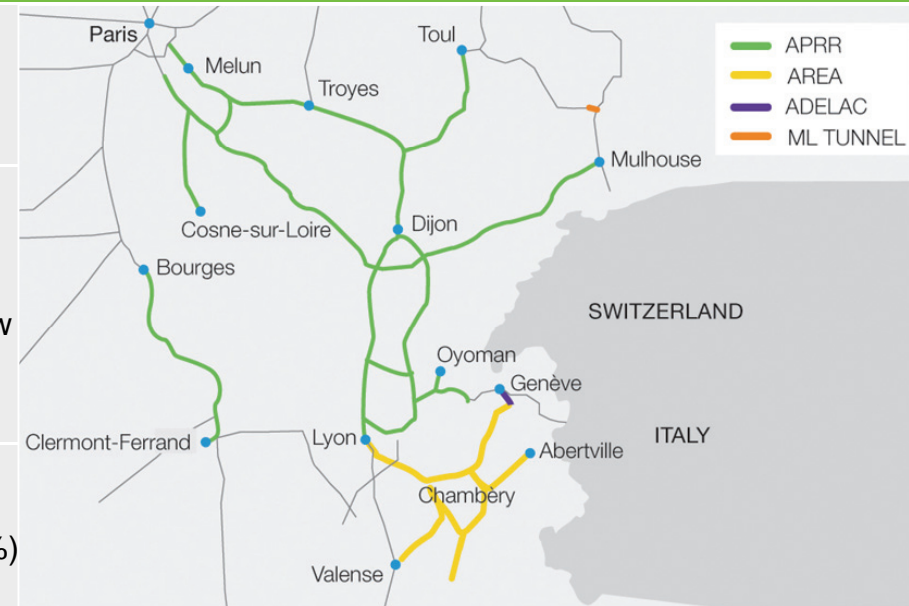 Paris
Toul
APRR
AREA
ADELAC
ML TUNNEL
Melun
Troyes
Mulhouse
Cosne-sur-Loire
Dijon
Bourges
SWITZERLAND
w
Oyoman
Genève
Clermont-Ferrand
Lyon
ITALY
Abertville
Chambèry
%)
Valense